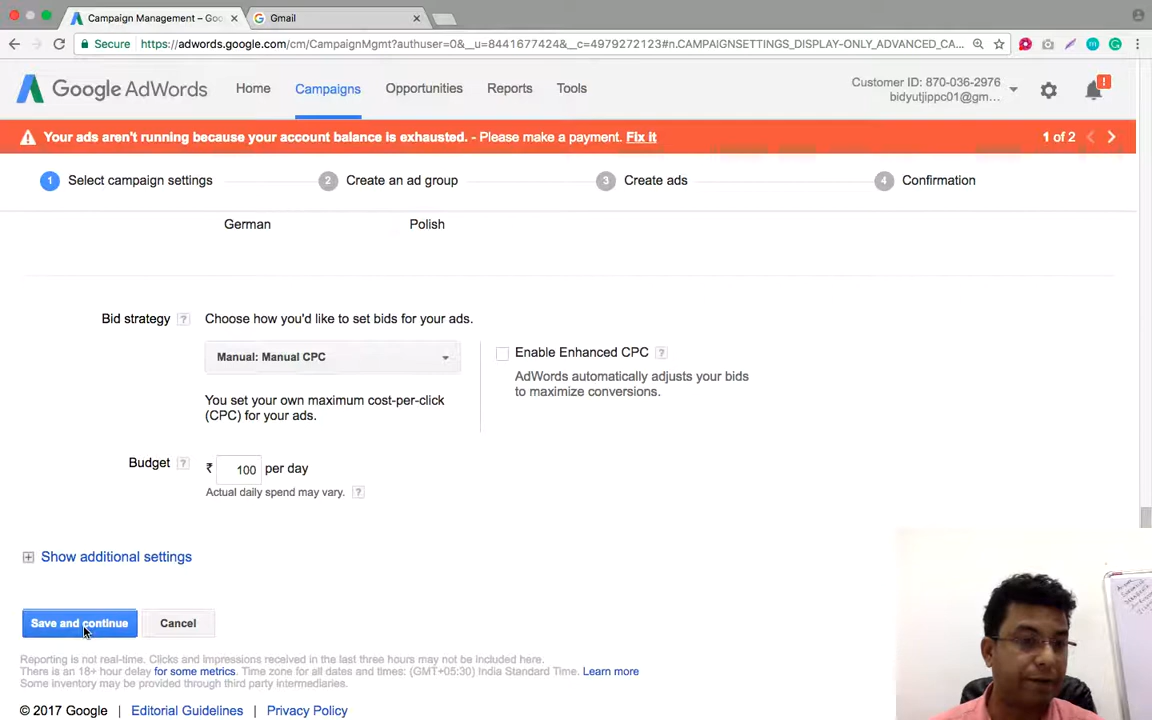 Campaign Management – Goo
Gmail
Secure
https://adwords.google.com/cm/CampaignMgmt?authuser=0&__u=8441677424&__c=4979272123#n.CAMPAIGNSETTINGS_DISPLAY-ONLY_ADVANCED_CA...
Google AdWords
Home
Campaigns
Opportunities
Reports
Tools
Customer ID: 870-036-2976
bidyutjippc01@gm...
!
Your ads aren't running because your account balance is exhausted. - Please make a payment. Fix it
1 of 2
1 Select campaign settings
2 Create an ad group
3 Create ads
4 Confirmation
German
Polish
Bid strategy ?
Choose how you'd like to set bids for your ads.
Manual: Manual CPC
Enable Enhanced CPC ?
AdWords automatically adjusts your bids
to maximize conversions.
You set your own maximum cost-per-click
(CPC) for your ads.
Budget ?
₹ 100 per day
Actual daily spend may vary. ?
Show additional settings
Save and continue
Cancel
Reporting is not real-time. Clicks and impressions received in the last three hours may not be included here.
There is an 18+ hour delay for some metrics. Time zone for all dates and times: (GMT+05:30) India Standard Time. Learn more
Some inventory may be provided through third party intermediaries.
© 2017 Google | Editorial Guidelines | Privacy Policy